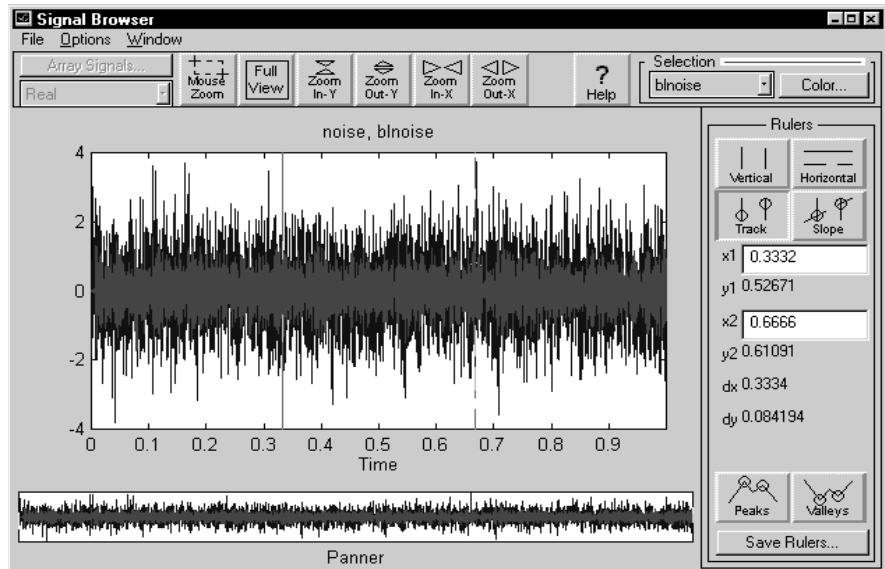 Signal Browser
File Options Window
Array Signals...
Real
Mouse Zoom
Full View
Zoom In-Y
Zoom Out-Y
Zoom In-X
Zoom Out-X
? Help
Selection
blnoise
Color...
noise, blnoise
4
2
0
-2
-4
0 0.1 0.2 0.3 0.4 0.5 0.6 0.7 0.8 0.9
Time
Panner
Rulers
Vertical
Horizontal
Track
Slope
x1 0.3332
y1 0.52671
x2 0.6666
y2 0.61091
dx 0.3334
dy 0.084194
Peaks
Valleys
Save Rulers...